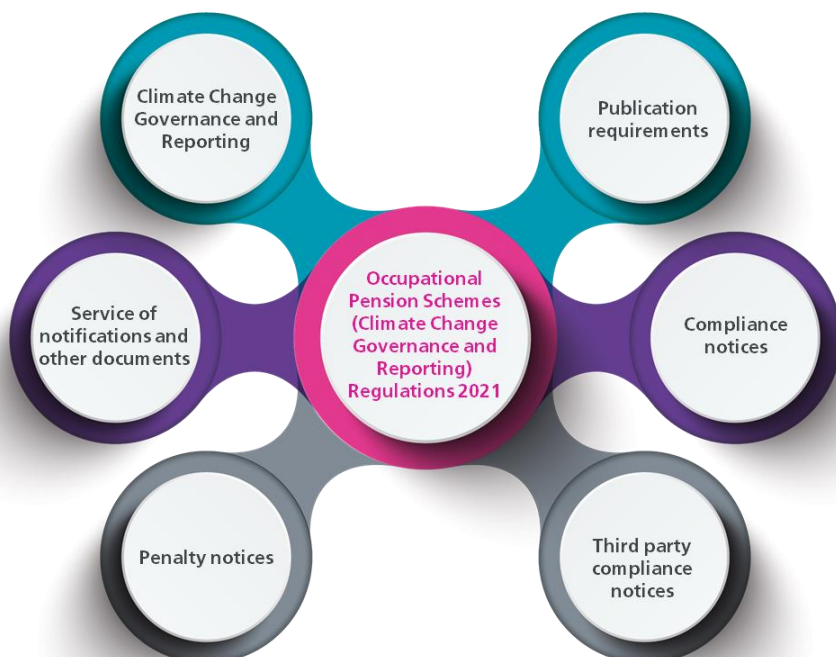 Climate Change
Governance and
Reporting
Publication
requirements
Occupational
Pension Schemes
(Climate Change
Governance and
Reporting)
Regulations 2021
Service of
notifications and
other documents
Compliance
notices
Penalty notices
Third party
compliance
notices